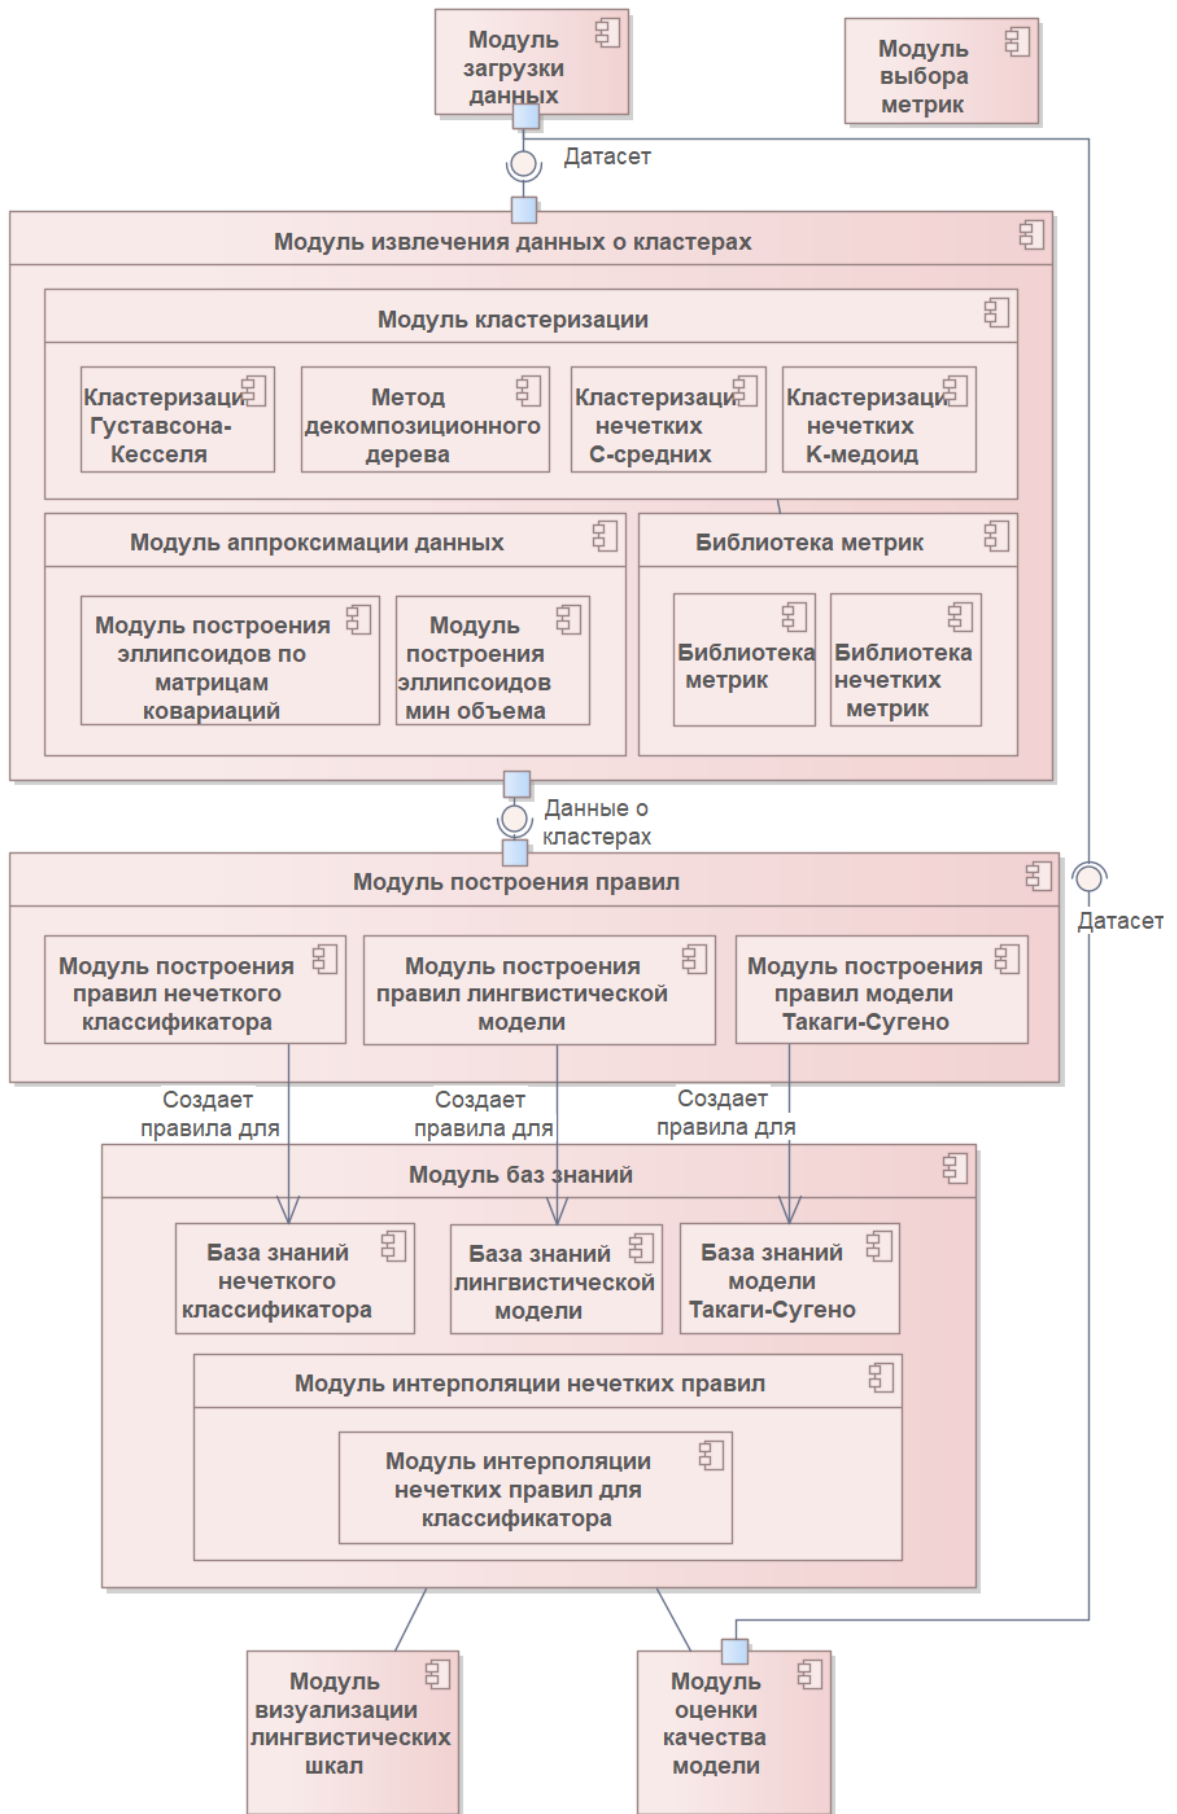 Модуль
загрузки
данных
Модуль
выбора
метрик
Датасет
Модуль извлечения данных о кластерах
Модуль кластеризации
Кластеризаци
Густавсона-
Кесселя
Метод
декомпозиционного
дерева
Кластеризаци
нечетких
С-средних
Кластеризаци
нечетких
К-медоид
Модуль аппроксимации данных
Библиотека метрик
Модуль построения
эллипсоидов по
матрицам
ковариаций
Модуль
построения
эллипсоидов
мин объема
Библиотека
метрик
Библиотека
нечетких
метрик
Данные о
кластерах
Модуль построения правил
Датасет
Модуль построения
правил нечеткого
классификатора
Модуль построения
правил лингвистической
модели
Модуль построения
правил модели
Такаги-Сугено
Создает
правила для
Создает
правила для
Создает
правила для
Модуль баз знаний
База знаний
нечеткого
классификатора
База знаний
лингвистической
модели
База знаний
модели
Такаги-Сугено
Модуль интерполяции нечетких правил
Модуль интерполяции
нечетких правил для
классификатора
Модуль
визуализации
лингвистических
шкал
Модуль
оценки
качества
модели